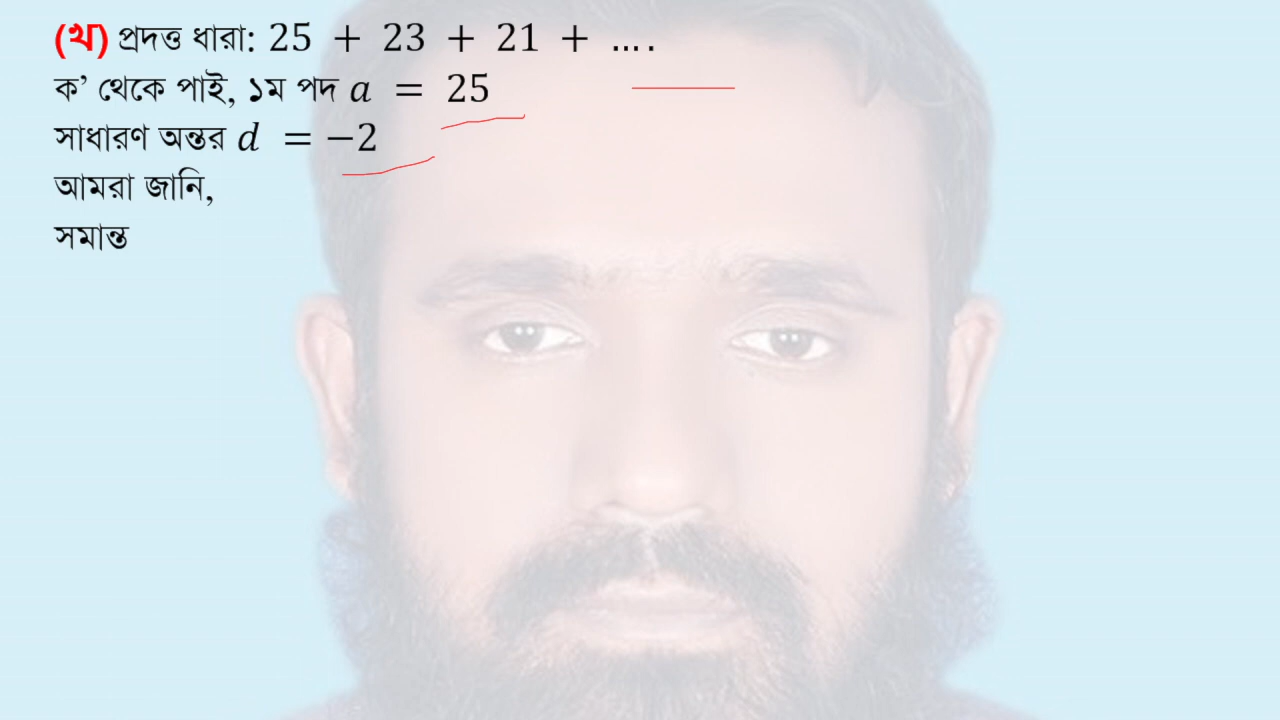 (খ) প্রদত্ত ধারা: 25 + 23 + 21 + ....
ক’ থেকে পাই, ১ম পদ a = 25
সাধারণ অন্তর d = −2
আমরা জানি,
সমান্ত